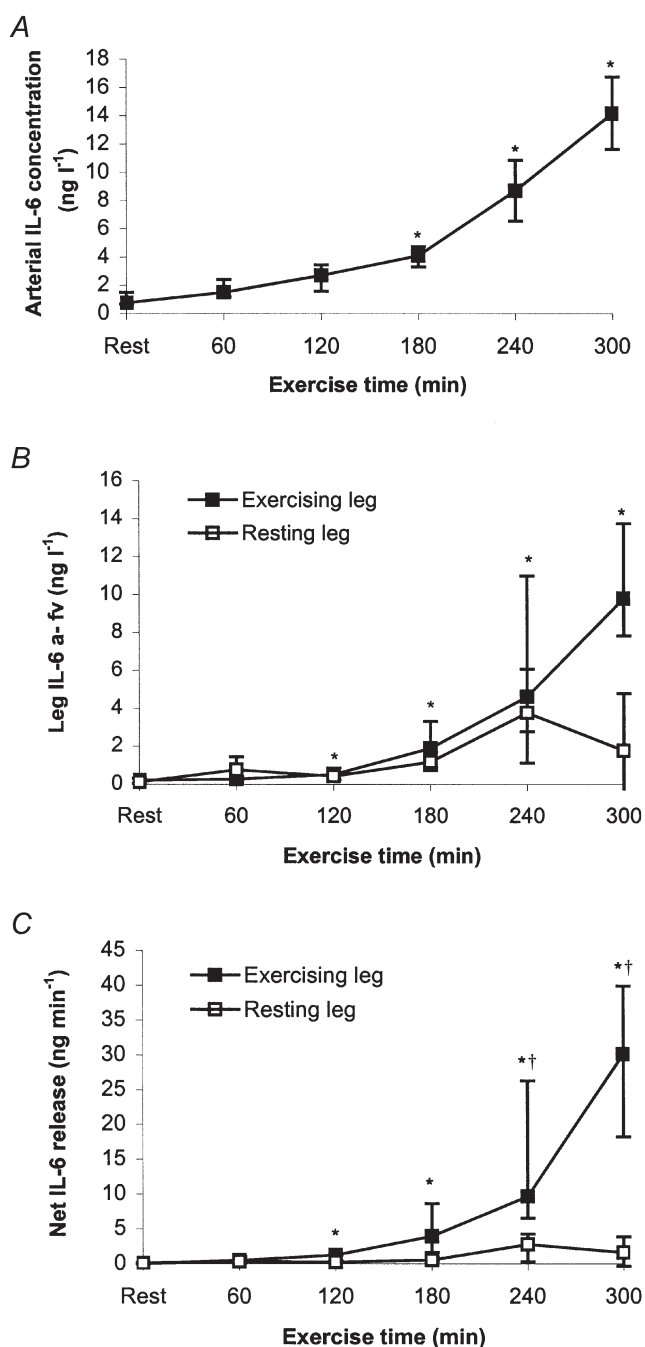 A
Arterial IL-6 concentration
(ng l⁻¹)
18
16
14
12
10
8
6
4
2
0
*
*
*
Rest 60 120 180 240 300
Exercise time (min)
B
Leg IL-6 a- fv (ng l⁻¹)
16
14
12
10
8
6
4
2
0
Exercising leg
Resting leg
*
*
*
*
Rest 60 120 180 240 300
Exercise time (min)
C
Net IL-6 release (ng min⁻¹)
45
40
35
30
25
20
15
10
5
0
Exercising leg
Resting leg
*†
*†
*
*
Rest 60 120 180 240 300
Exercise time (min)